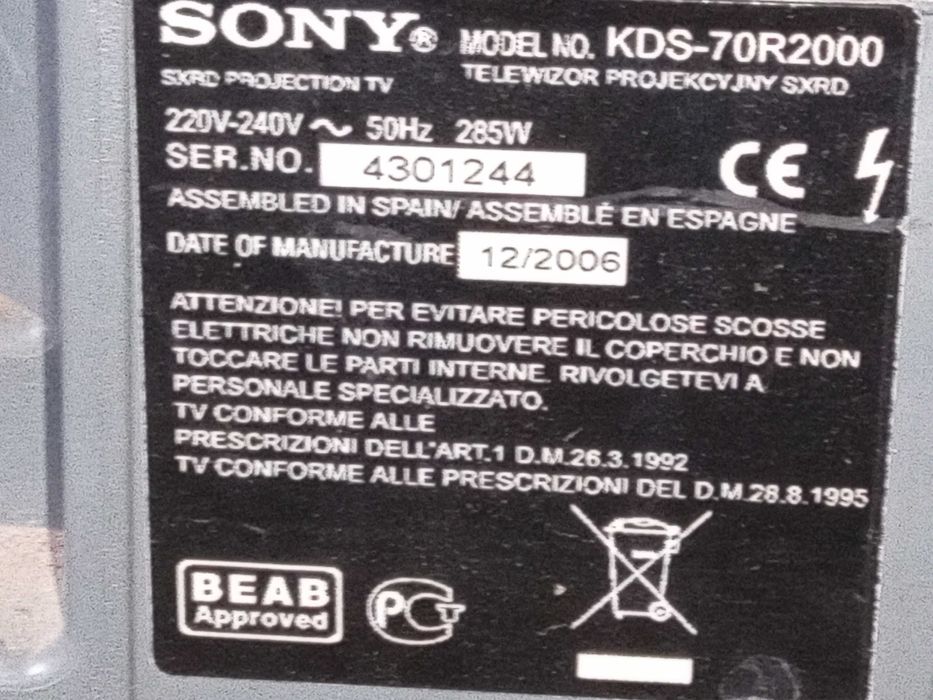 SONY® MODEL NO. KDS-70R2000
SXRD PROJECTION TV TELEWIZOR PROJEKCYJNY SXRD
220V-240V ~ 50Hz 285W
SER.NO. 4301244
CE
ASSEMBLED IN SPAIN/ ASSEMBLÉ EN ESPAGNE
DATE OF MANUFACTURE 12/2006
ATTENZIONE! PER EVITARE PERICOLOSE SCOSSE
ELETTRICHE NON RIMUOVERE IL COPERCHIO E NON
TOCCARE LE PARTI INTERNE. RIVOLGETEVI A
PERSONALE SPECIALIZZATO.
TV CONFORME ALLE
PRESCRIZIONI DELL'ART.1 D.M.26.3.1992
TV CONFORME ALLE PRESCRIZIONI DEL D.M.28.8.1995
BEAB
Approved
PCT